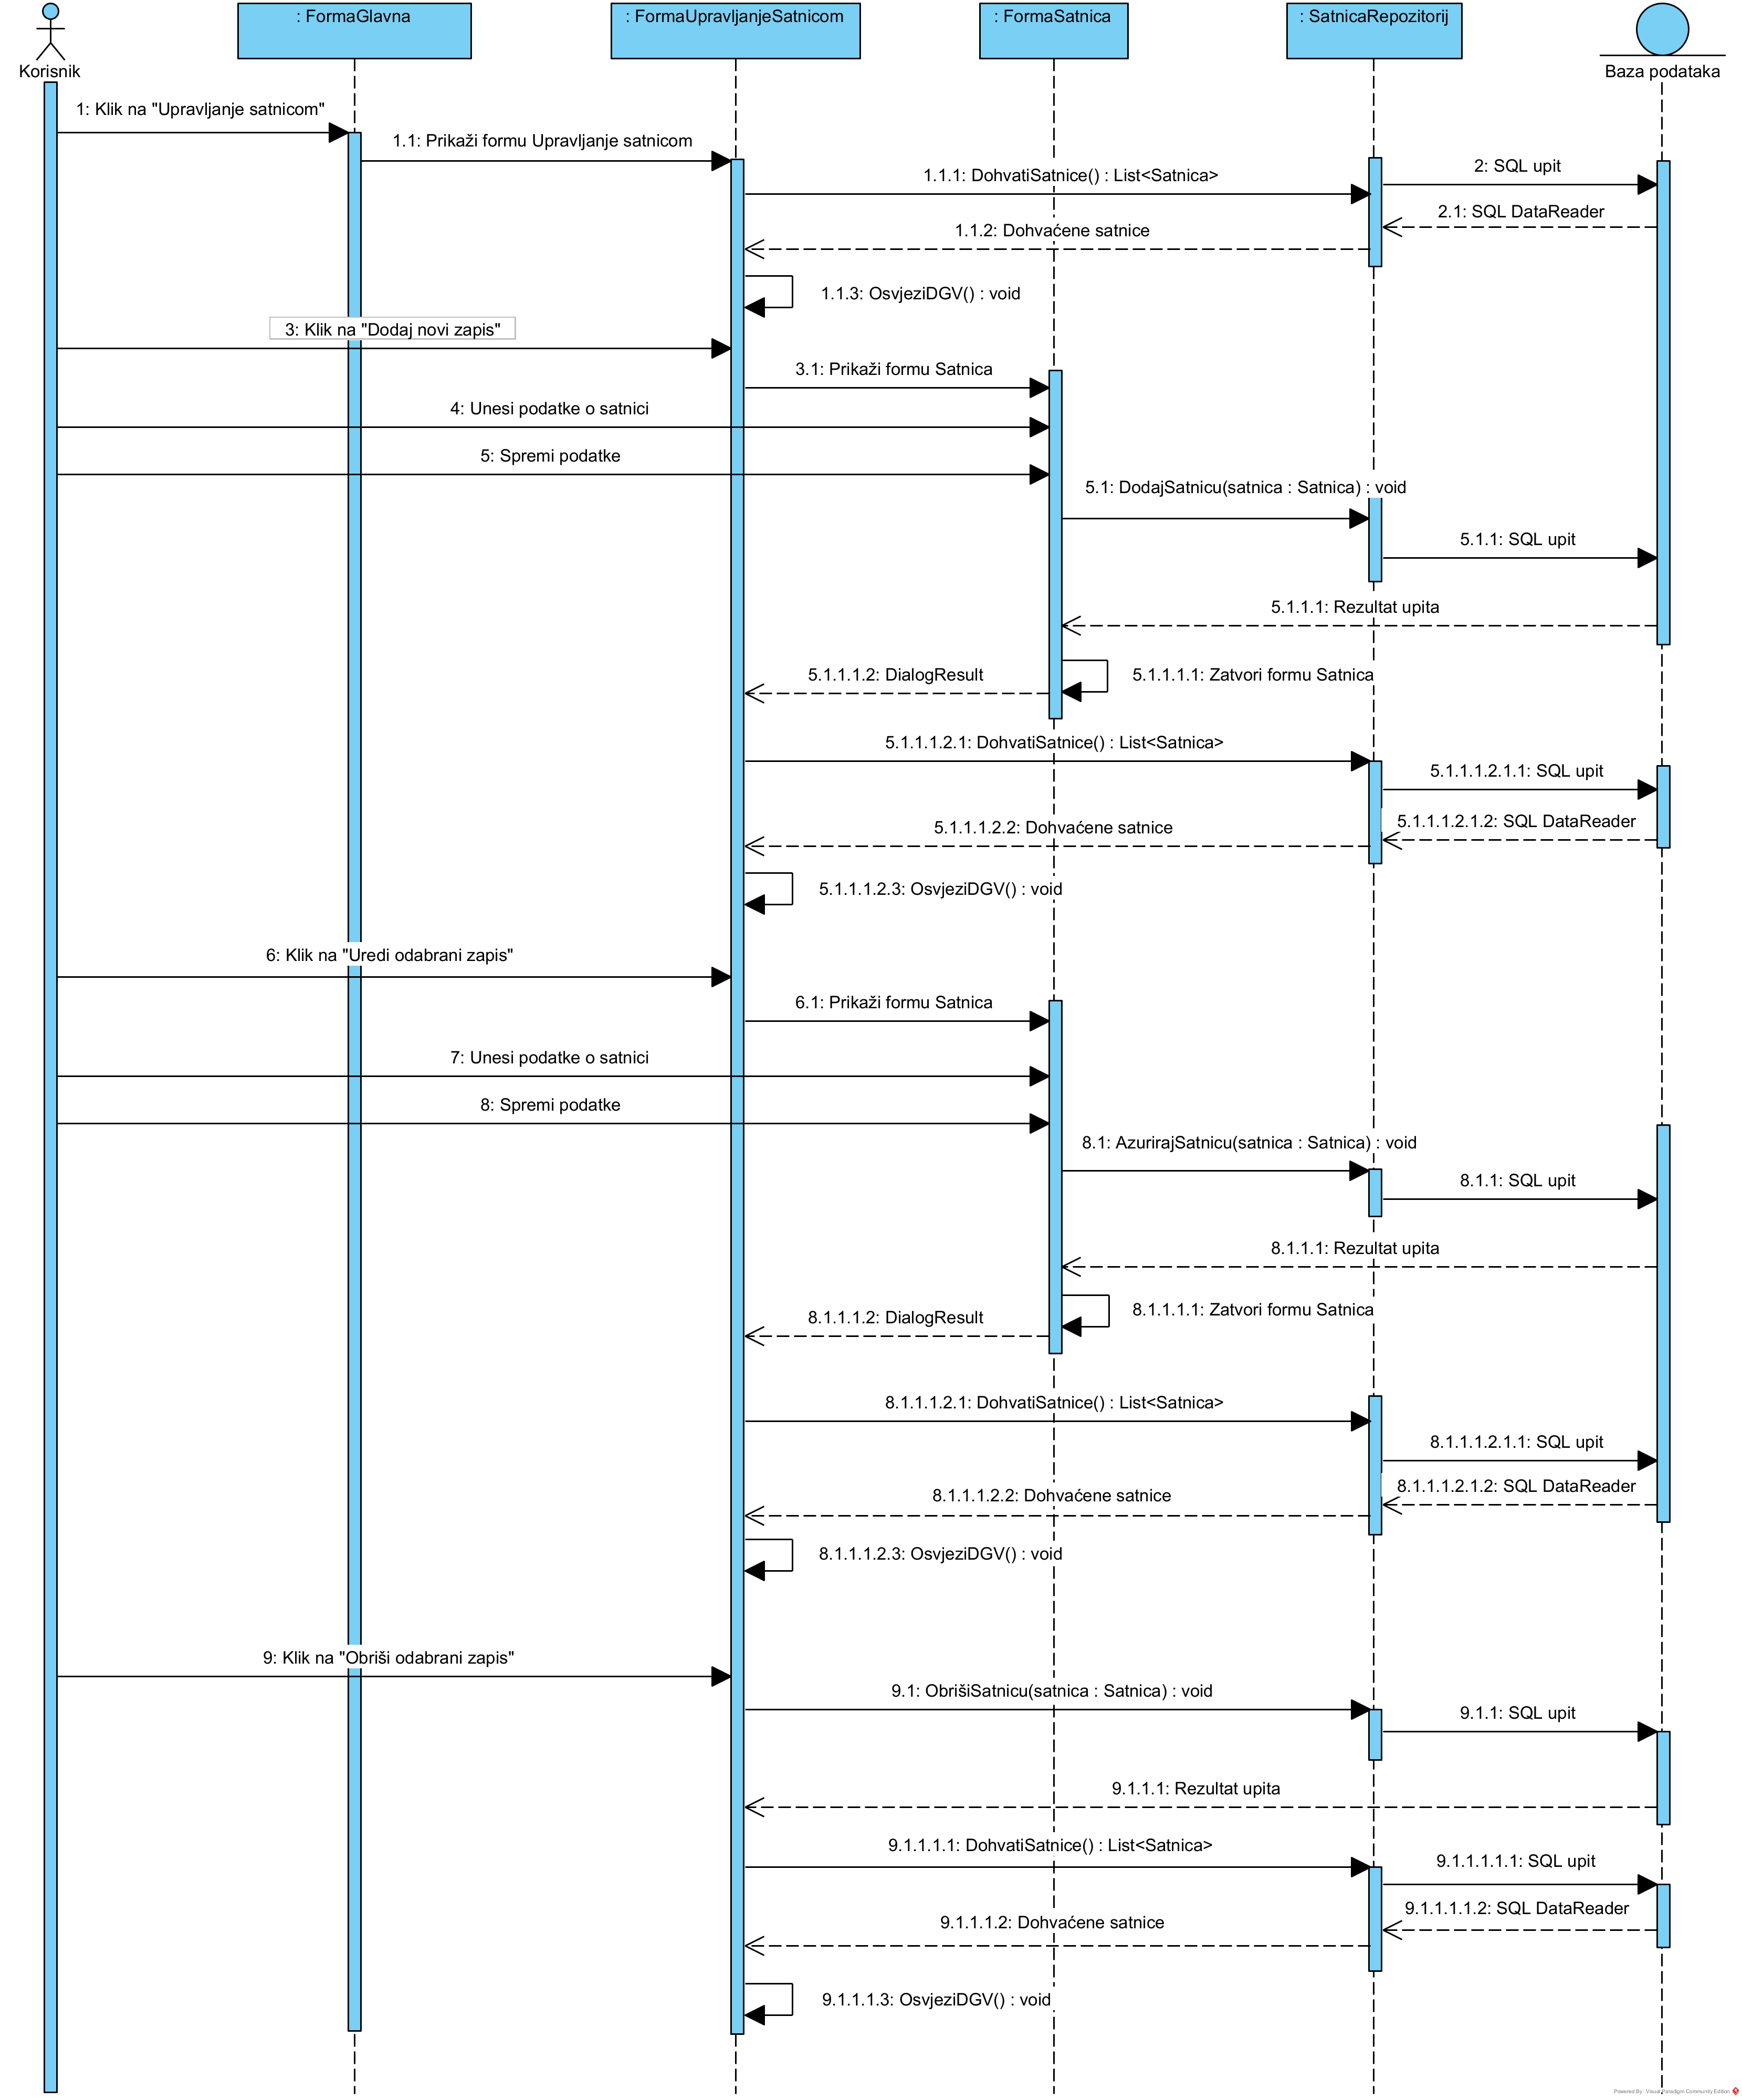 : FormaGlavna
: FormaUpravljanjeSatnicom
: FormaSatnica
: SatnicaRepozitorij
Korisnik
Baza podataka
1: Klik na "Upravljanje satnicom"
1.1: Prikaži formu Upravljanje satnicom
2: SQL upit
1.1.1: DohvatiSatnice() : List<Satnica>
2.1: SQL DataReader
1.1.2: Dohvaćene satnice
1.1.3: OsvjeziDGV() : void
3: Klik na "Dodaj novi zapis"
3.1: Prikaži formu Satnica
4: Unesi podatke o satnici
5: Spremi podatke
5.1: DodajSatnicu(satnica : Satnica) : void
5.1.1: SQL upit
5.1.1.1: Rezultat upita
5.1.1.1.2: DialogResult
5.1.1.1.1: Zatvori formu Satnica
5.1.1.1.2.1: DohvatiSatnice() : List<Satnica>
5.1.1.1.2.1.1: SQL upit
5.1.1.1.2.1.2: SQL DataReader
5.1.1.1.2.2: Dohvaćene satnice
5.1.1.1.2.3: OsvjeziDGV() : void
6: Klik na "Uredi odabrani zapis"
6.1: Prikaži formu Satnica
7: Unesi podatke o satnici
8: Spremi podatke
8.1: AzurirajSatnicu(satnica : Satnica) : void
8.1.1: SQL upit
8.1.1.1: Rezultat upita
8.1.1.1.2: DialogResult
8.1.1.1.1: Zatvori formu Satnica
8.1.1.1.2.1: DohvatiSatnice() : List<Satnica>
8.1.1.1.2.1.1: SQL upit
8.1.1.1.2.1.2: SQL DataReader
8.1.1.1.2.2: Dohvaćene satnice
8.1.1.1.2.3: OsvjeziDGV() : void
9: Klik na "Obriši odabrani zapis"
9.1: ObrišiSatnicu(satnica : Satnica) : void
9.1.1: SQL upit
9.1.1.1: Rezultat upita
9.1.1.1.1: DohvatiSatnice() : List<Satnica>
9.1.1.1.1.1: SQL upit
9.1.1.1.1.2: SQL DataReader
9.1.1.1.2: Dohvaćene satnice
9.1.1.1.3: OsvjeziDGV() : void
Powered By: Visual Paradigm Community Edition